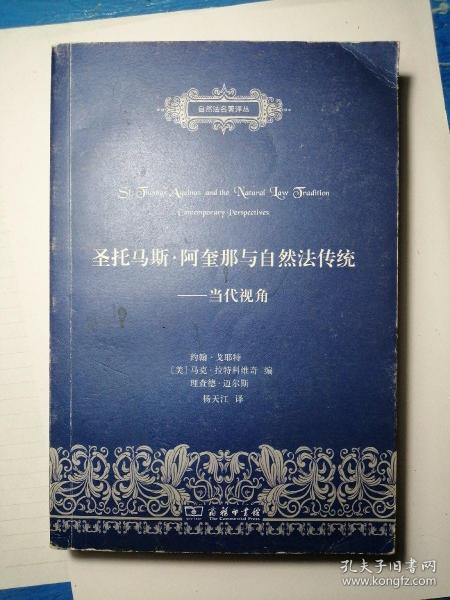 自然法名著译丛
St. Thomas Aquinas and the Natural Law Tradition
Contemporary Perspectives
圣托马斯·阿奎那与自然法传统
——当代视角
约翰·戈耶特
[美]马克·拉特科维奇 编
理查德·迈尔斯
杨天江 译
商务印书馆
The Commercial Press
孔夫子旧书网
www.kongfz.com